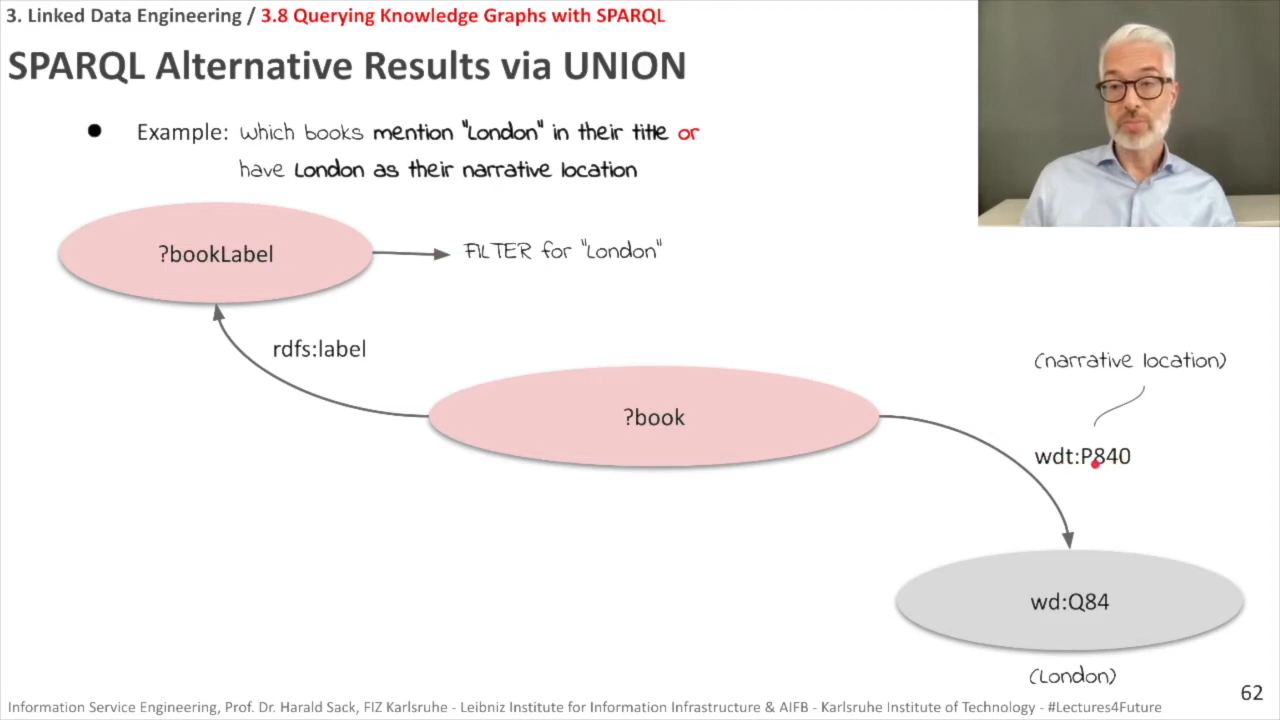 3. Linked Data Engineering / 3.8 Querying Knowledge Graphs with SPARQL
SPARQL Alternative Results via UNION
● Example: which books mention "London" in their title or
have London as their narrative location
?bookLabel
FILTER for "London"
rdfs:label
(narrative location)
?book
wdt:P840
wd:Q84
(London)
62
Information Service Engineering, Prof. Dr. Harald Sack, FIZ Karlsruhe - Leibniz Institute for Information Infrastructure & AIFB - Karlsruhe Institute of Technology - #Lectures4Future